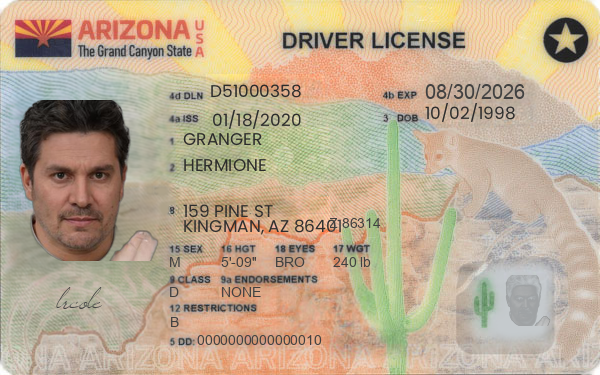 ARIZONA USA
The Grand Canyon State
DRIVER LICENSE
4d DLN D51000358
4b EXP 08/30/2026
4a ISS 01/18/2020
3 DOB 10/02/1998
1 GRANGER
2 HERMIONE
8 159 PINE ST
KINGMAN, AZ 86401
86314
15 SEX 16 HGT 18 EYES 17 WGT
M 5'-09" BRO 240 lb
9 CLASS 9a ENDORSEMENTS
D NONE
12 RESTRICTIONS
B
5 DD: 0000000000000010
ARIZONA ARIZONA ARIZONA ARIZONA